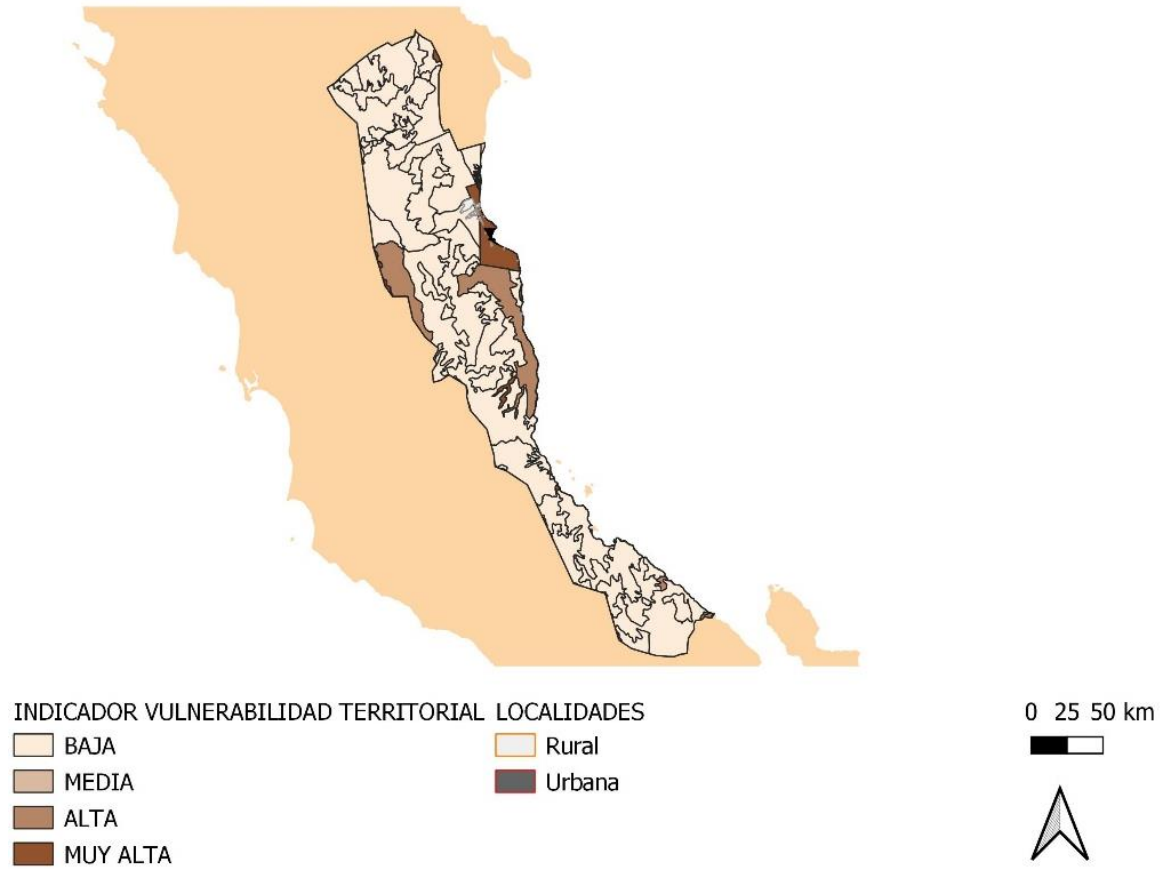 INDICADOR VULNERABILIDAD TERRITORIAL LOCALIDADES
BAJA
MEDIA
ALTA
MUY ALTA
Rural
Urbana
0 25 50 km